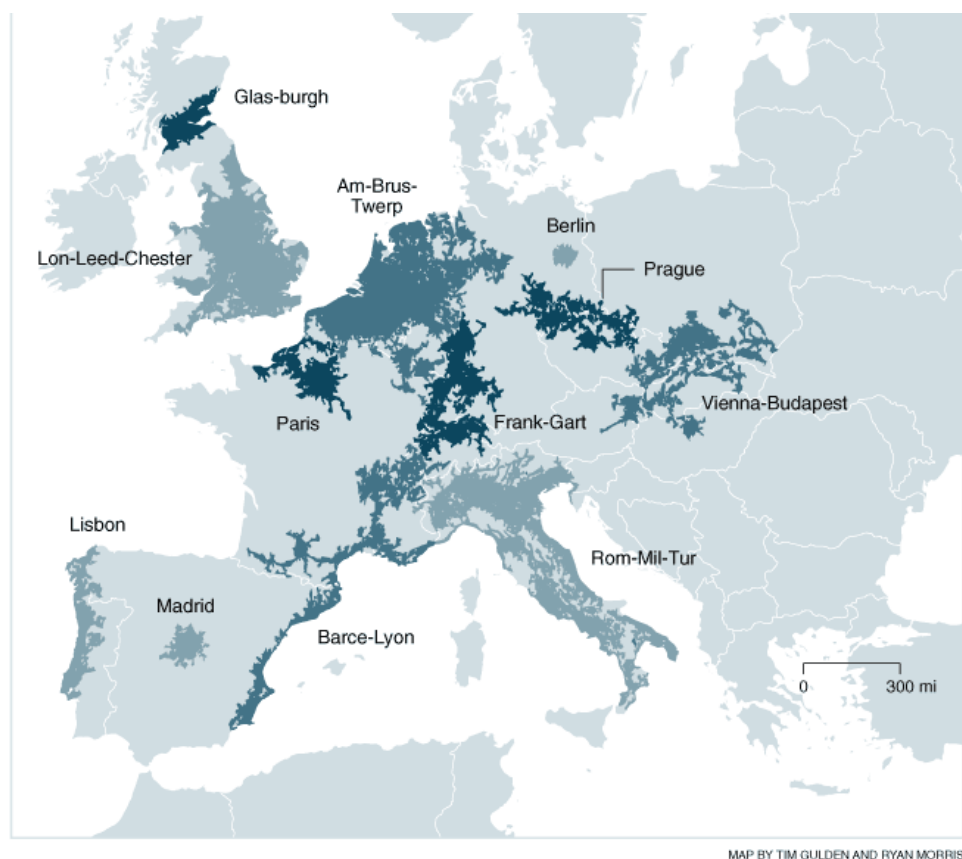 Glas-burgh
Am-Brus-
Twerp
Berlin
Lon-Leed-Chester
Prague
Vienna-Budapest
Paris
Frank-Gart
Lisbon
Rom-Mil-Tur
Madrid
Barce-Lyon
0 300 mi
MAP BY TIM GULDEN AND RYAN MORRIS